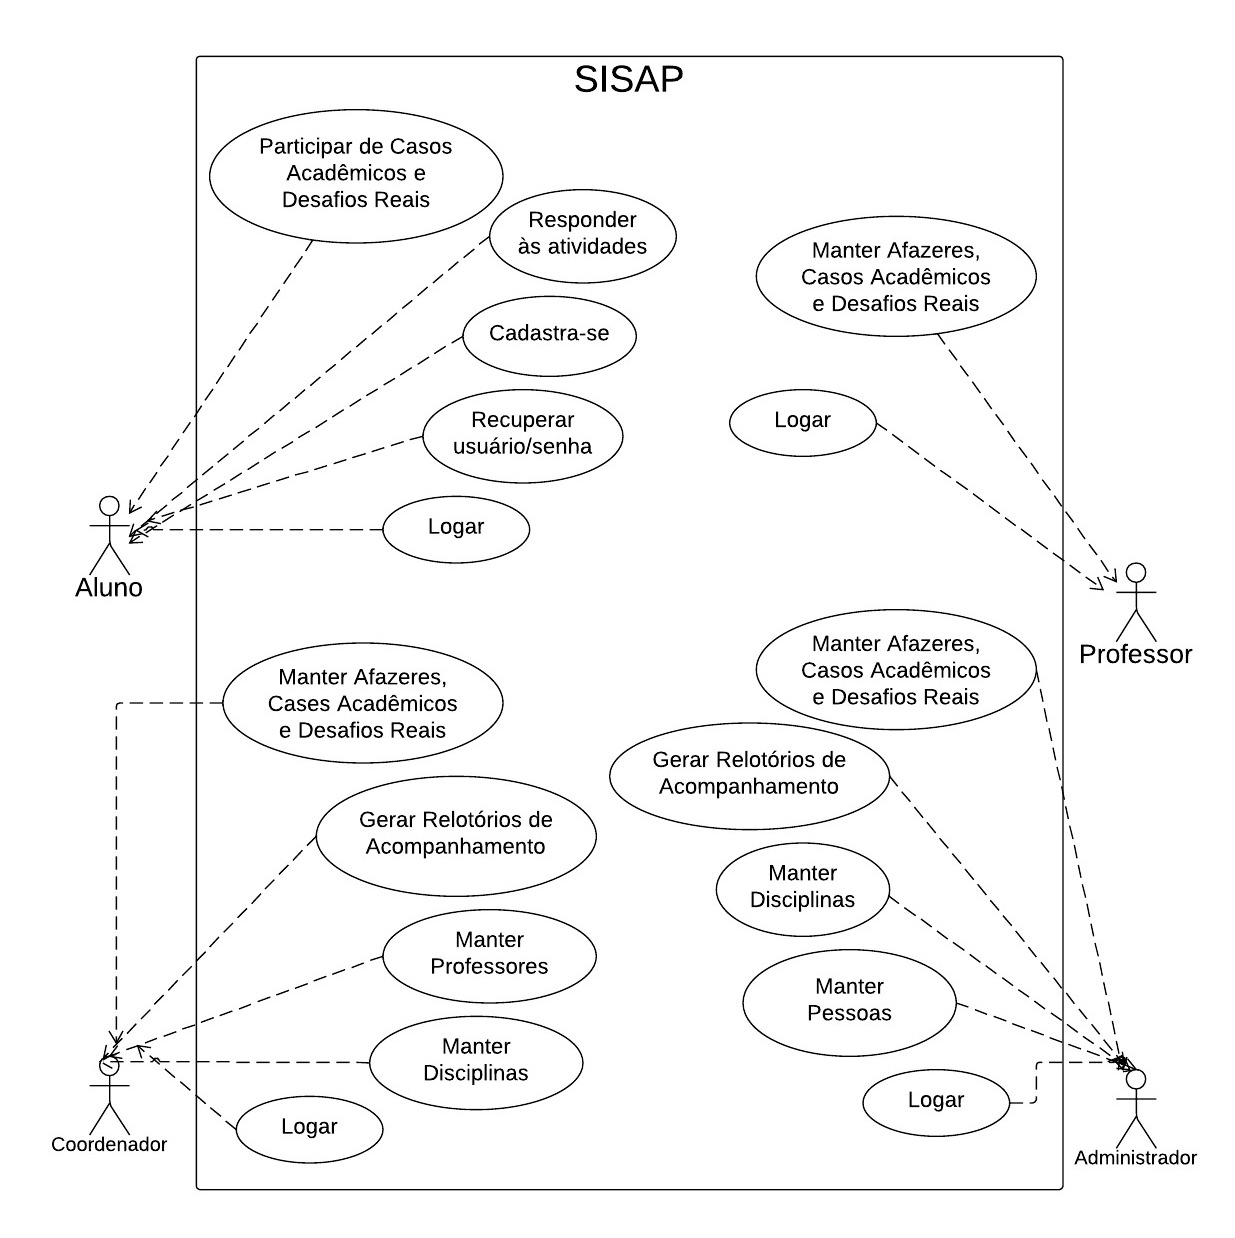 SISAP
Participar de Casos
Acadêmicos e
Desafios Reais
Responder
às atividades
Cadastra-se
Recuperar
usuário/senha
Logar
Aluno
Manter Afazeres,
Casos Acadêmicos
e Desafios Reais
Logar
Professor
Manter Afazeres,
Cases Acadêmicos
e Desafios Reais
Gerar Relotórios de
Acompanhamento
Manter
Professores
Manter
Disciplinas
Logar
Coordenador
Manter Afazeres,
Casos Acadêmicos
e Desafios Reais
Gerar Relotórios de
Acompanhamento
Manter
Disciplinas
Manter
Pessoas
Logar
Administrador